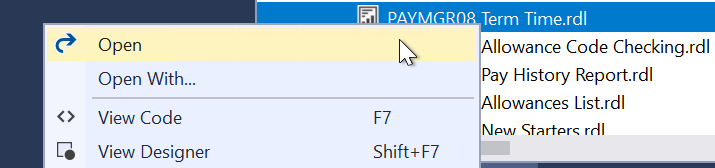 PAYMGR08 Term Time.rdl
Open
Allowance Code Checking.rdl
Open With...
Pay History Report.rdl
Allowances List.rdl
View Code F7
New Starters.rdl
View Designer Shift+F7